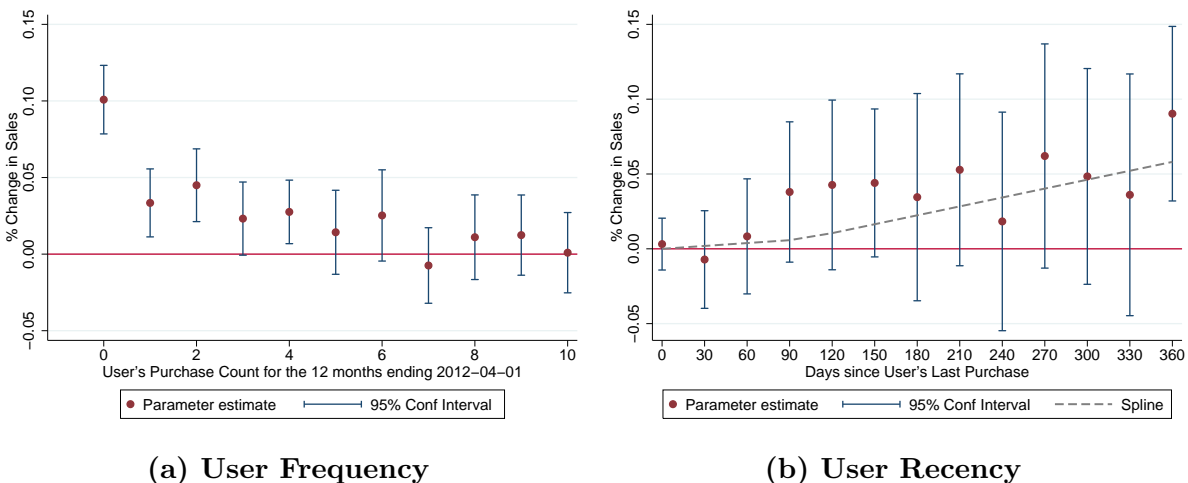 % Change in Sales
0.15
0.10
0.05
0.00
−0.05
0 2 4 6 8 10
User's Purchase Count for the 12 months ending 2012−04−01
Parameter estimate 95% Conf Interval
(a) User Frequency
% Change in Sales
0.15
0.10
0.05
0.00
−0.05
0 30 60 90 120 150 180 210 240 270 300 330 360
Days since User's Last Purchase
Parameter estimate 95% Conf Interval Spline
(b) User Recency